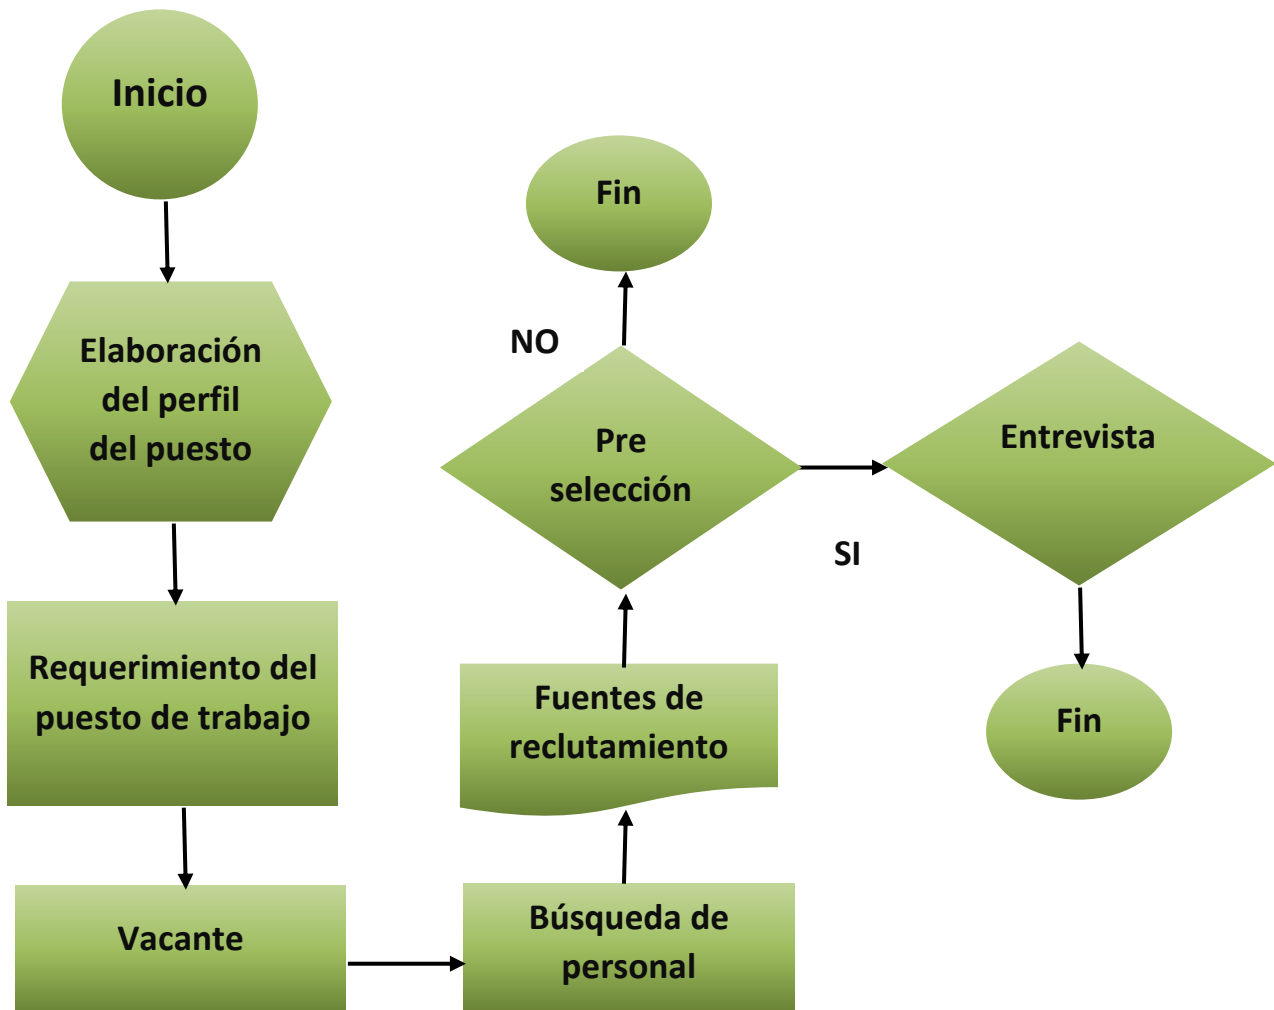 Inicio
Elaboración
del perfil
del puesto
Requerimiento del
puesto de trabajo
Vacante
Búsqueda de
personal
Fuentes de
reclutamiento
Pre
selección
NO
Fin
SI
Entrevista
Fin